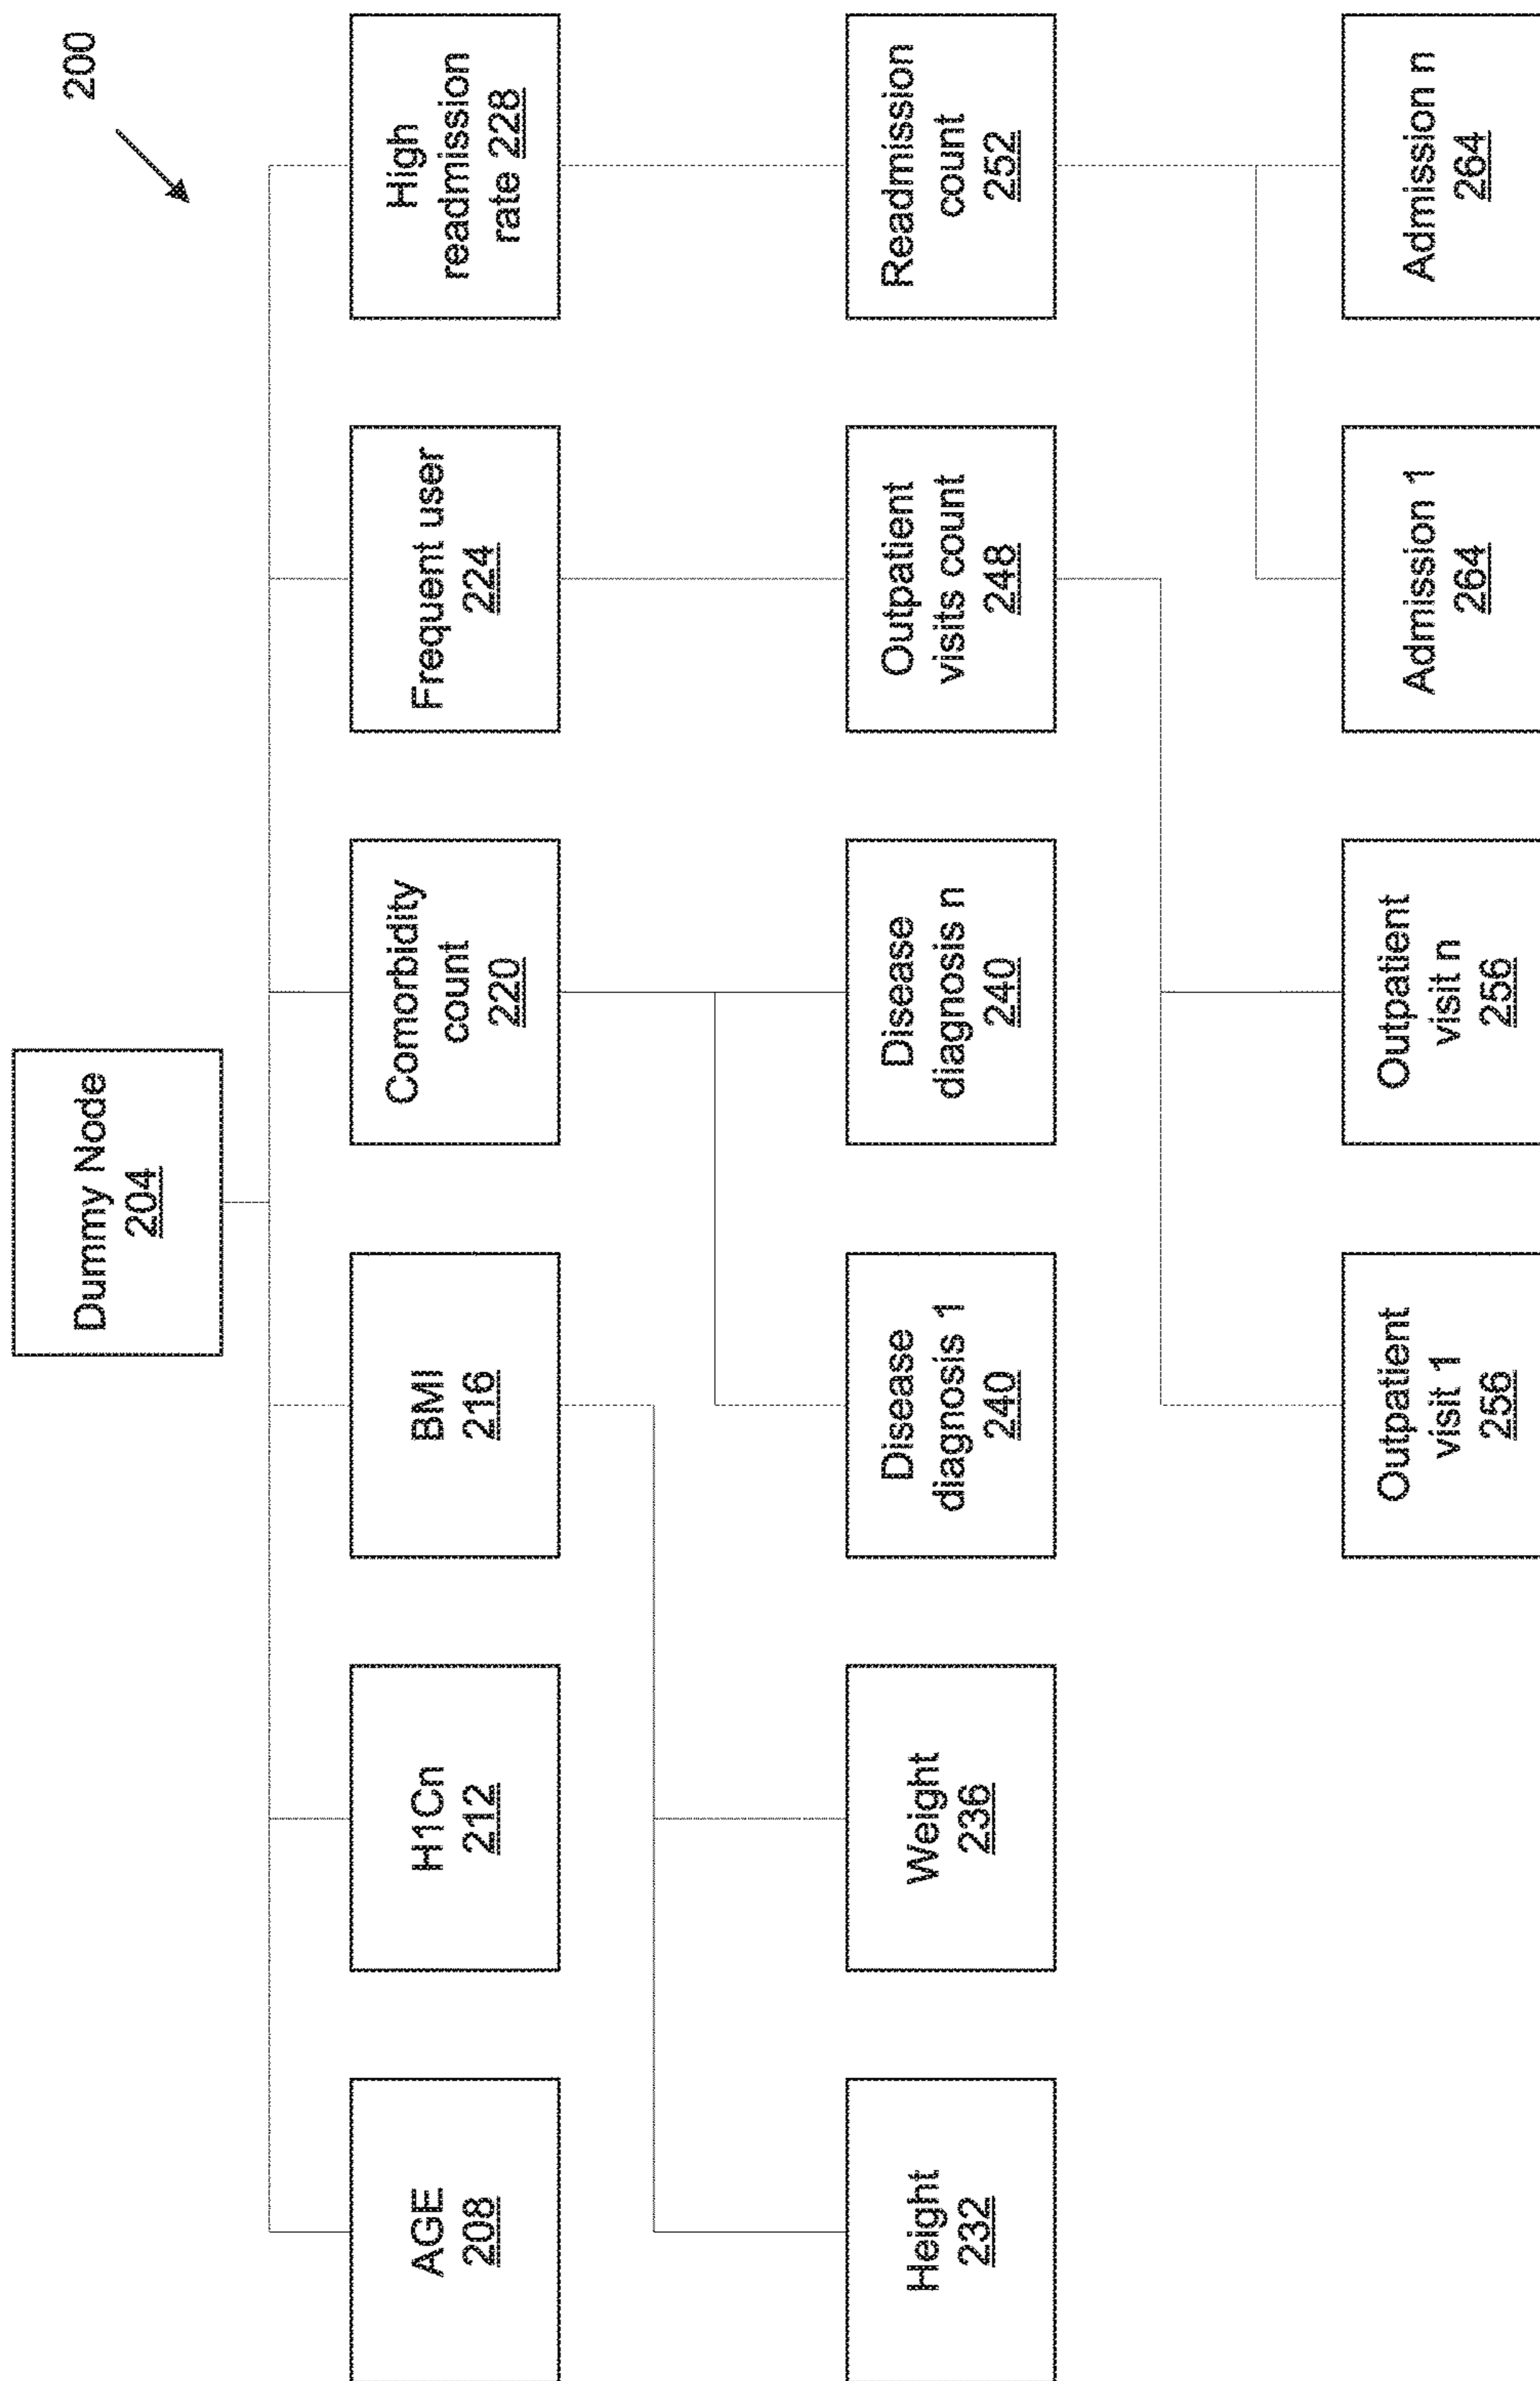 200
Dummy Node
204
AGE
208
H1Cn
212
BMI
216
Comorbidity
count
220
Frequent user
224
High
readmission
rate 228
Height
232
Weight
236
Disease
diagnosis 1
240
Disease
diagnosis n
240
Outpatient
visits count
248
Readmission
count
252
Outpatient
visit 1
256
Outpatient
visit n
256
Admission 1
264
Admission n
264